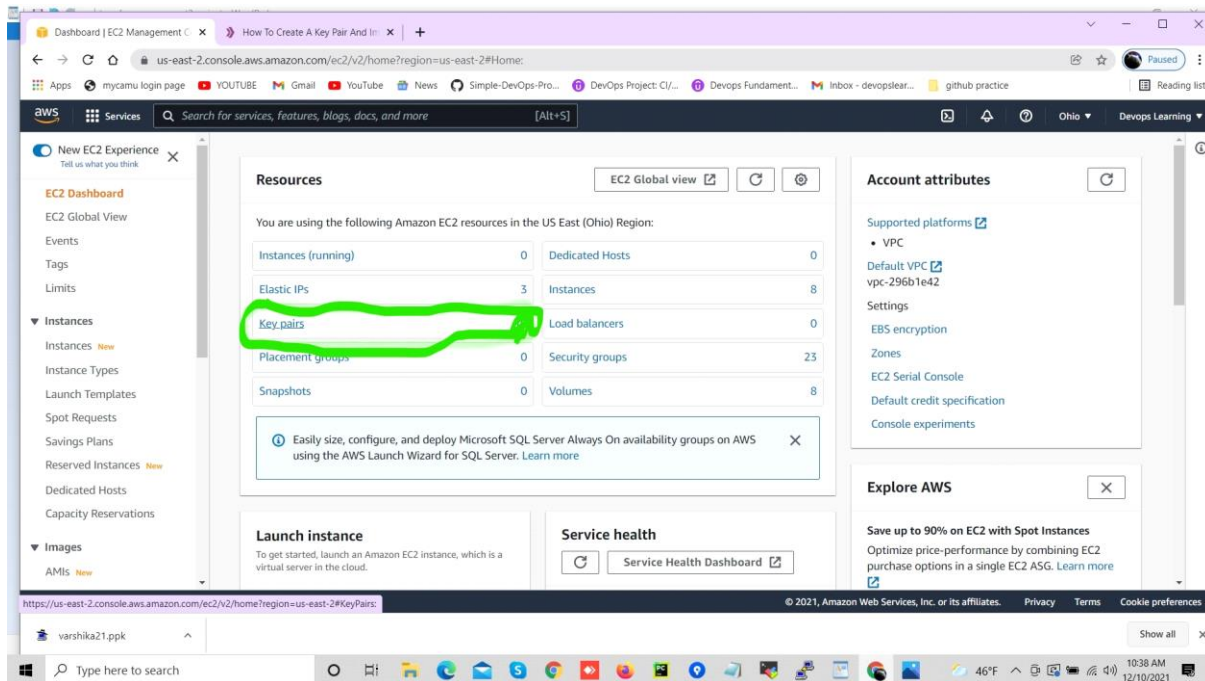 Dashboard | EC2 Management C
How To Create A Key Pair And Im
us-east-2.console.aws.amazon.com/ec2/v2/home?region=us-east-2#Home:
Paused
Apps mycamu login page YOUTUBE Gmail YouTube News Simple-DevOps-Pro... DevOps Project: CI/... Devops Fundament... Inbox - devopslear... github practice Reading list
aws Services Search for services, features, blogs, docs, and more [Alt+S] Ohio ▼ Devops Learning ▼
New EC2 Experience
Tell us what you think
EC2 Dashboard
EC2 Global View
Events
Tags
Limits
▼ Instances
Instances New
Instance Types
Launch Templates
Spot Requests
Savings Plans
Reserved Instances New
Dedicated Hosts
Capacity Reservations
▼ Images
AMIs New
Resources
EC2 Global view
You are using the following Amazon EC2 resources in the US East (Ohio) Region:
Instances (running) 0 Dedicated Hosts 0
Elastic IPs 3 Instances 8
Key pairs Load balancers 0
Placement groups 0 Security groups 23
Snapshots 0 Volumes 8
Easily size, configure, and deploy Microsoft SQL Server Always On availability groups on AWS
using the AWS Launch Wizard for SQL Server. Learn more
Launch instance
To get started, launch an Amazon EC2 instance, which is a
virtual server in the cloud.
Service health
Service Health Dashboard
Account attributes
Supported platforms
• VPC
Default VPC
vpc-296b1e42
Settings
EBS encryption
Zones
EC2 Serial Console
Default credit specification
Console experiments
Explore AWS
Save up to 90% on EC2 with Spot Instances
Optimize price-performance by combining EC2
purchase options in a single EC2 ASG. Learn more
https://us-east-2.console.aws.amazon.com/ec2/v2/home?region=us-east-2#KeyPairs:
© 2021, Amazon Web Services, Inc. or its affiliates. Privacy Terms Cookie preferences
varshika21.ppk
Show all
Type here to search
46°F
10:38 AM
12/10/2021